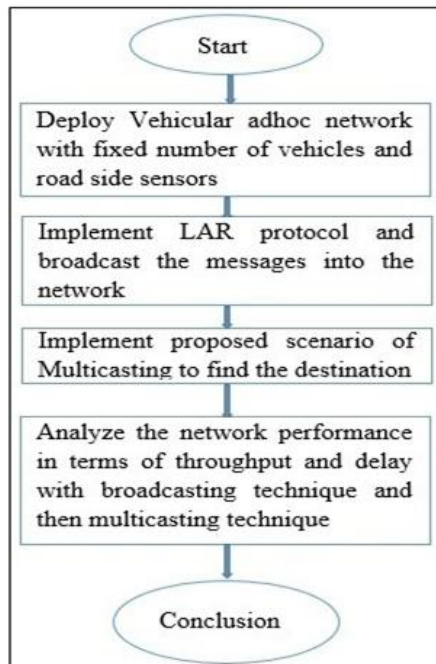 Start
Deploy Vehicular adhoc network
with fixed number of vehicles and
road side sensors
Implement LAR protocol and
broadcast the messages into the
network
Implement proposed scenario of
Multicasting to find the destination
Analyze the network performance
in terms of throughput and delay
with broadcasting technique and
then multicasting technique
Conclusion